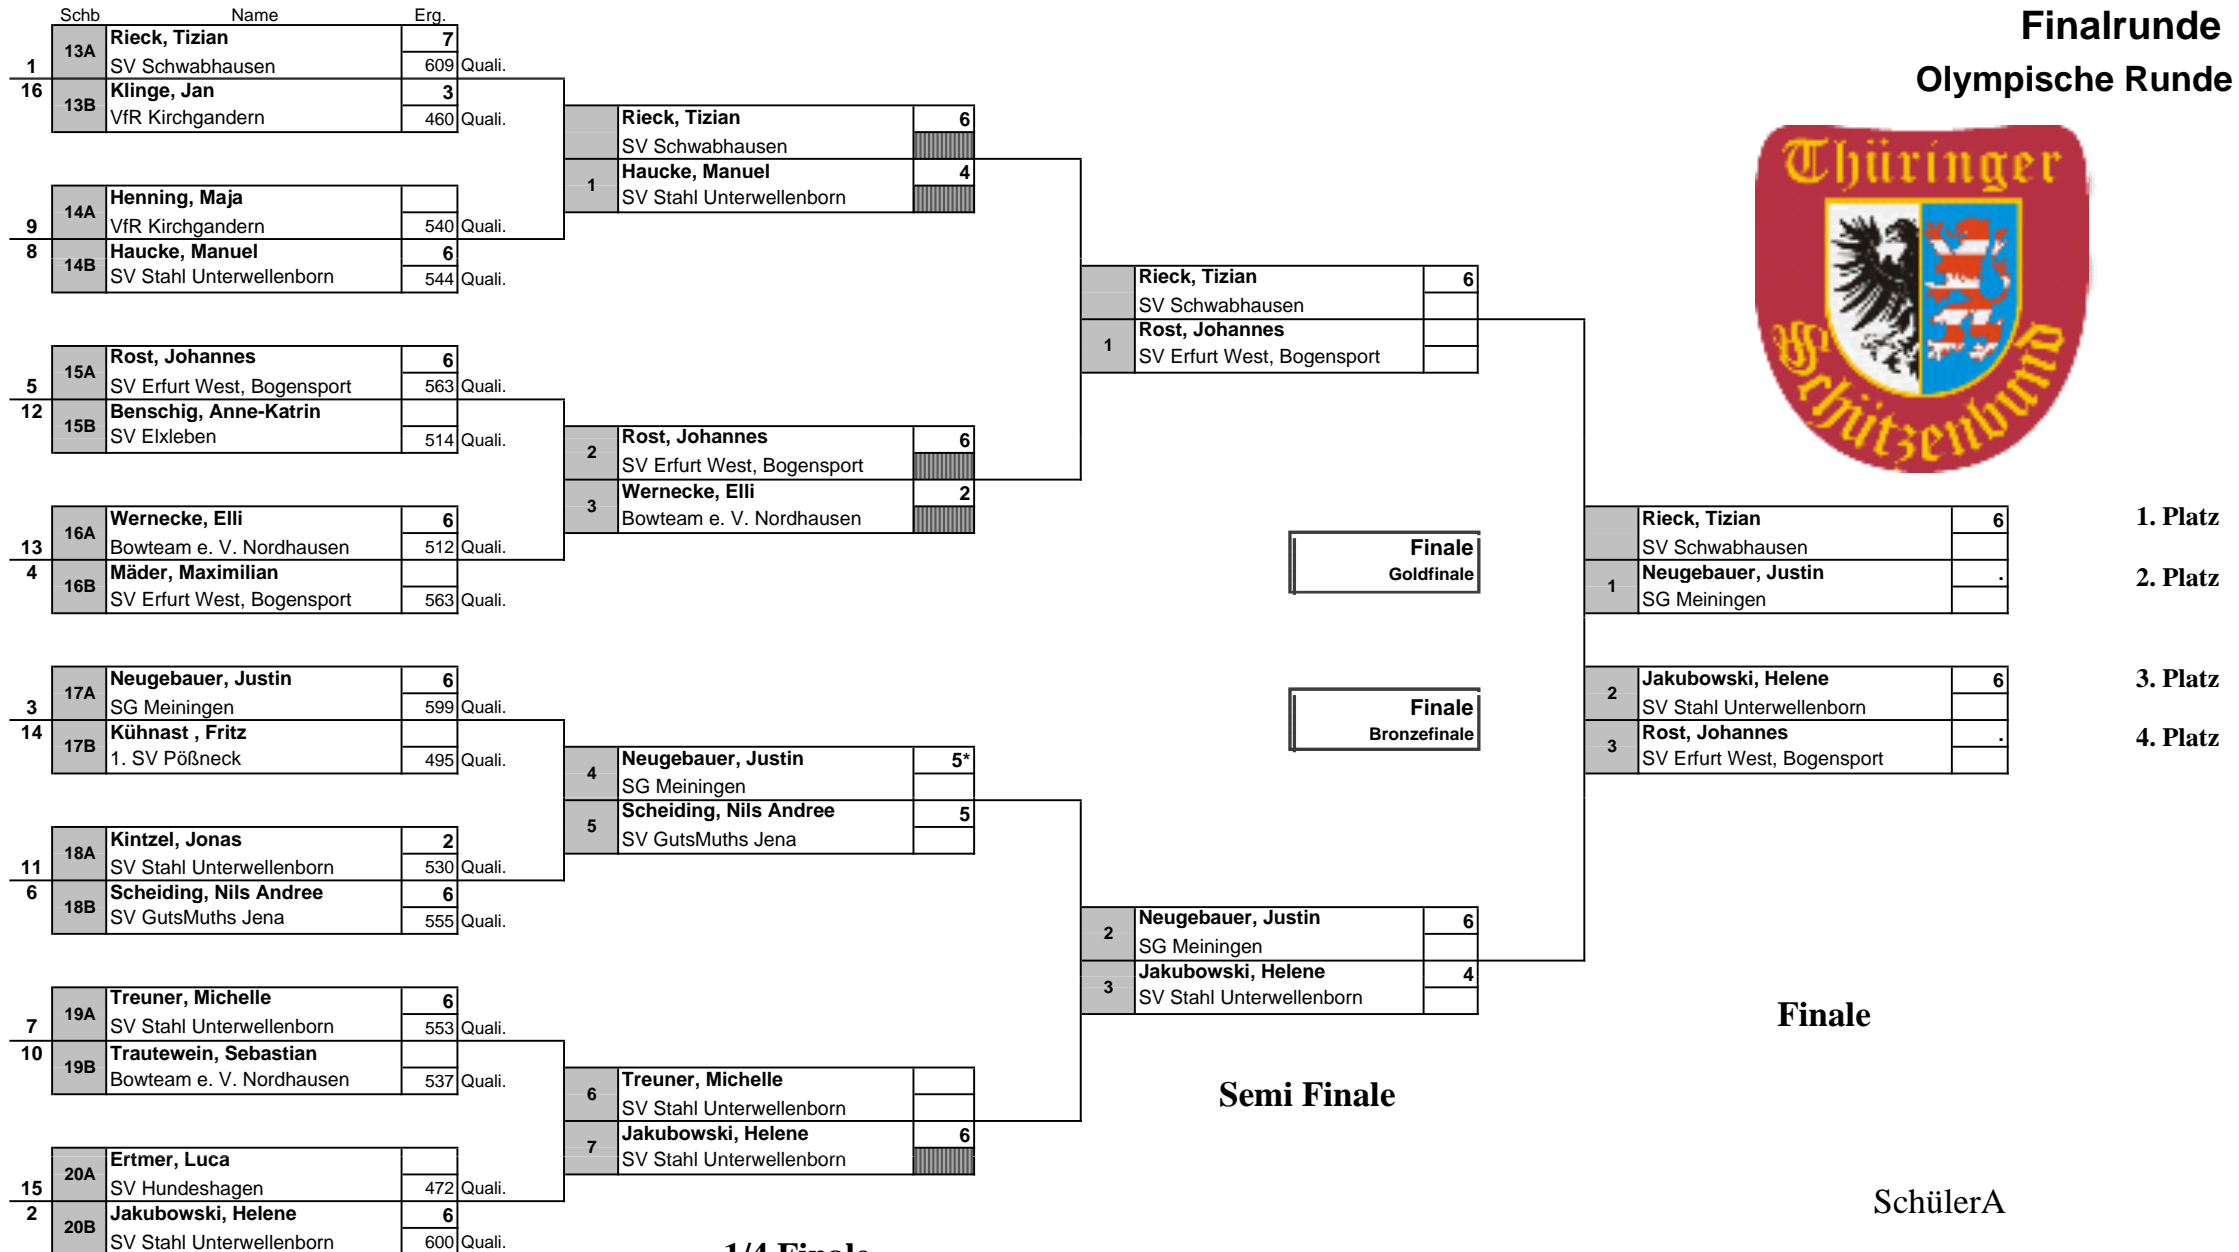 Schb Name Erg.
Finalrunde
Olympische Runde
13A Rieck, Tizian 7
1 SV Schwabhausen 609 Quali.
16 13B Klinge, Jan 3
VfR Kirchgandern 460 Quali.
14A Henning, Maja
9 VfR Kirchgandern 540 Quali.
8 14B Haucke, Manuel 6
SV Stahl Unterwellenborn 544 Quali.
15A Rost, Johannes 6
5 SV Erfurt West, Bogensport 563 Quali.
12 15B Benschig, Anne-Katrin
SV Elxleben 514 Quali.
16A Wernecke, Elli 6
13 Bowteam e. V. Nordhausen 512 Quali.
4 16B Mäder, Maximilian
SV Erfurt West, Bogensport 563 Quali.
17A Neugebauer, Justin 6
3 SG Meiningen 599 Quali.
14 17B Kühnast , Fritz
1. SV Pößneck 495 Quali.
18A Kintzel, Jonas 2
11 SV Stahl Unterwellenborn 530 Quali.
6 18B Scheiding, Nils Andree 6
SV GutsMuths Jena 555 Quali.
19A Treuner, Michelle 6
7 SV Stahl Unterwellenborn 553 Quali.
10 19B Trautewein, Sebastian
Bowteam e. V. Nordhausen 537 Quali.
20A Ertmer, Luca
15 SV Hundeshagen 472 Quali.
2 20B Jakubowski, Helene 6
SV Stahl Unterwellenborn 600 Quali.
Rieck, Tizian 6
SV Schwabhausen
1 Haucke, Manuel 4
SV Stahl Unterwellenborn
2 Rost, Johannes 6
SV Erfurt West, Bogensport
3 Wernecke, Elli 2
Bowteam e. V. Nordhausen
4 Neugebauer, Justin 5*
SG Meiningen
5 Scheiding, Nils Andree 5
SV GutsMuths Jena
6 Treuner, Michelle
SV Stahl Unterwellenborn
7 Jakubowski, Helene 6
SV Stahl Unterwellenborn
1/4 Finale
Rieck, Tizian 6
SV Schwabhausen
1 Rost, Johannes
SV Erfurt West, Bogensport
Finale
Goldfinale
Finale
Bronzefinale
2 Neugebauer, Justin 6
SG Meiningen
3 Jakubowski, Helene 4
SV Stahl Unterwellenborn
Semi Finale
Thüringer
Schützenbund
Rieck, Tizian 6 1. Platz
SV Schwabhausen
1 Neugebauer, Justin . 2. Platz
SG Meiningen
2 Jakubowski, Helene 6 3. Platz
SV Stahl Unterwellenborn
3 Rost, Johannes . 4. Platz
SV Erfurt West, Bogensport
Finale
SchülerA